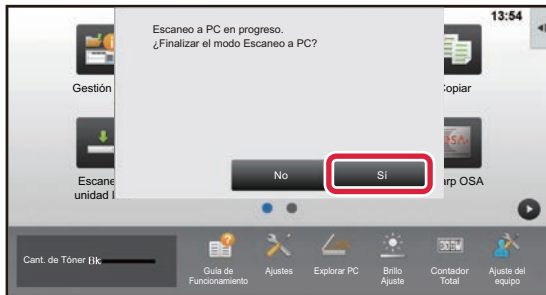 13:54
Escaneo a PC en progreso.
¿Finalizar el modo Escaneo a PC?
Gestión
Copiar
No
Sí
Escane
unidad
rp OSA
Cant. de Tóner Bk
Guía de
Funcionamiento
Ajustes
Explorar PC
Brillo
Ajuste
Contador
Total
Ajuste del
equipo